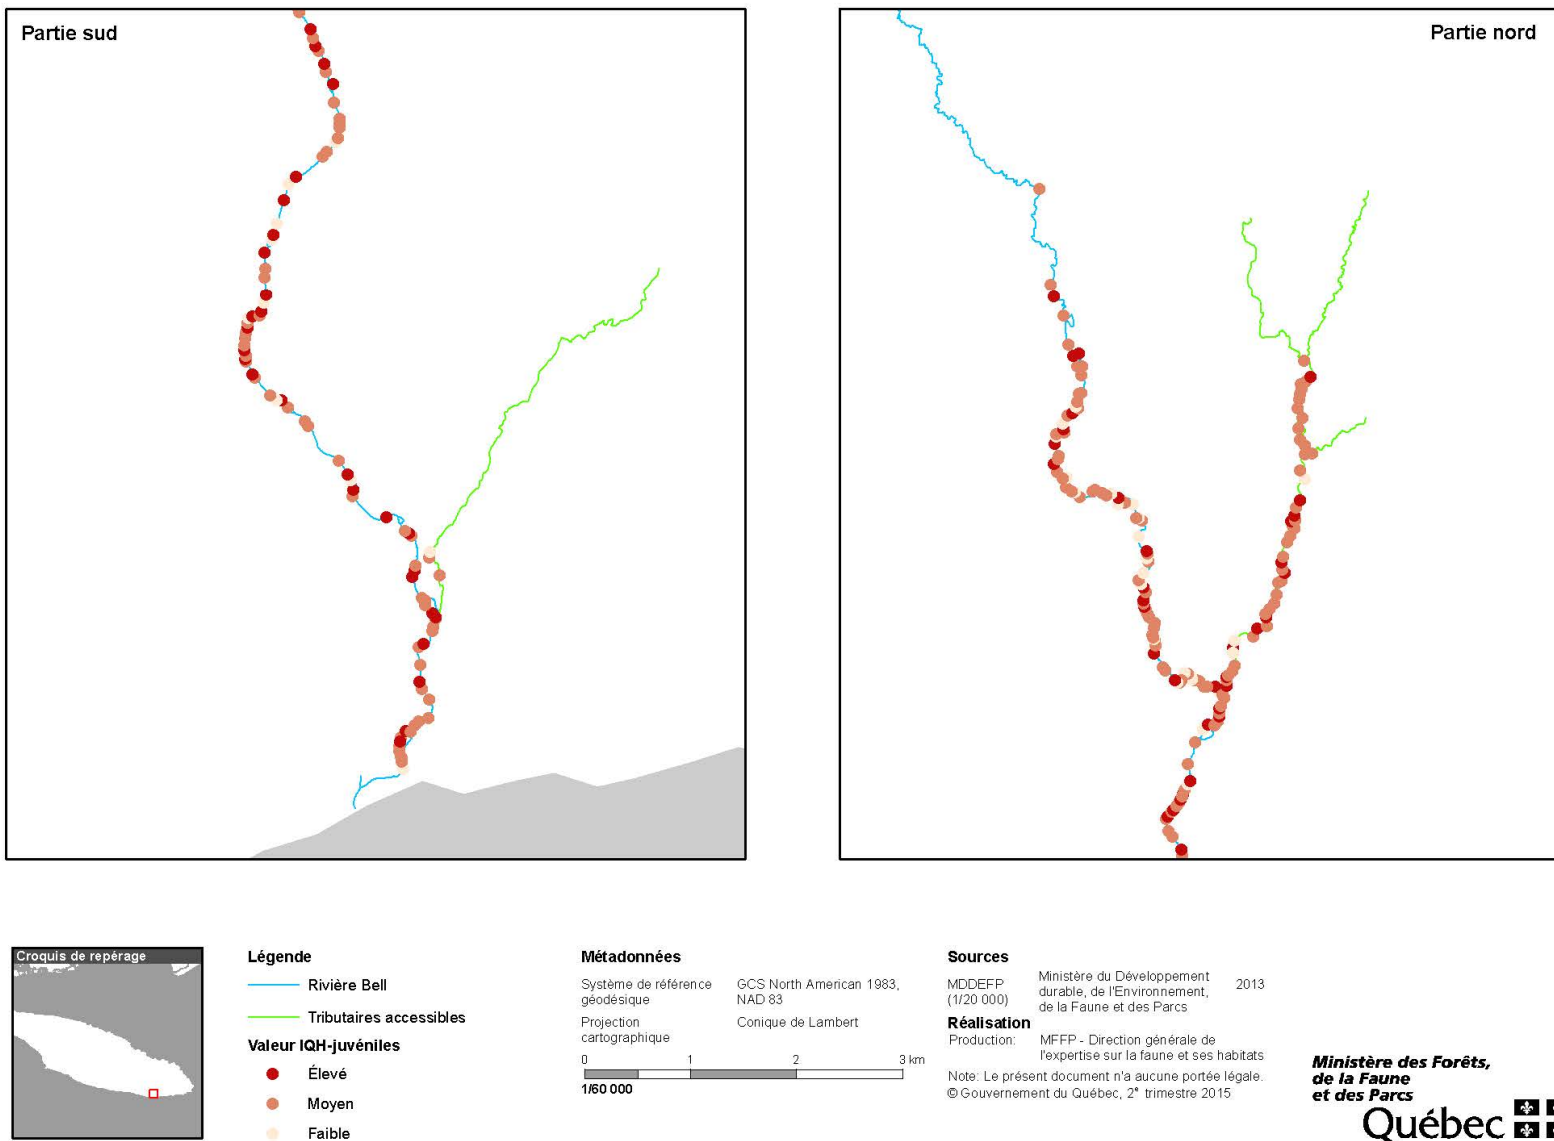 Partie sud
Partie nord
Croquis de repérage
Légende
Rivière Bell
Tributaires accessibles
Valeur IQH-juvéniles
Élevé
Moyen
Faible
Métadonnées
Système de référence géodésique
GCS North American 1983, NAD 83
Projection cartographique
Conique de Lambert
0 1 2 3 km
1/60 000
Sources
MDDEFP (1/20 000)
Ministère du Développement durable, de l'Environnement, de la Faune et des Parcs
2013
Réalisation
Production:
MFFP - Direction générale de l'expertise sur la faune et ses habitats
Note: Le présent document n'a aucune portée légale.
© Gouvernement du Québec, 2e trimestre 2015
Ministère des Forêts,
de la Faune
et des Parcs
Québec